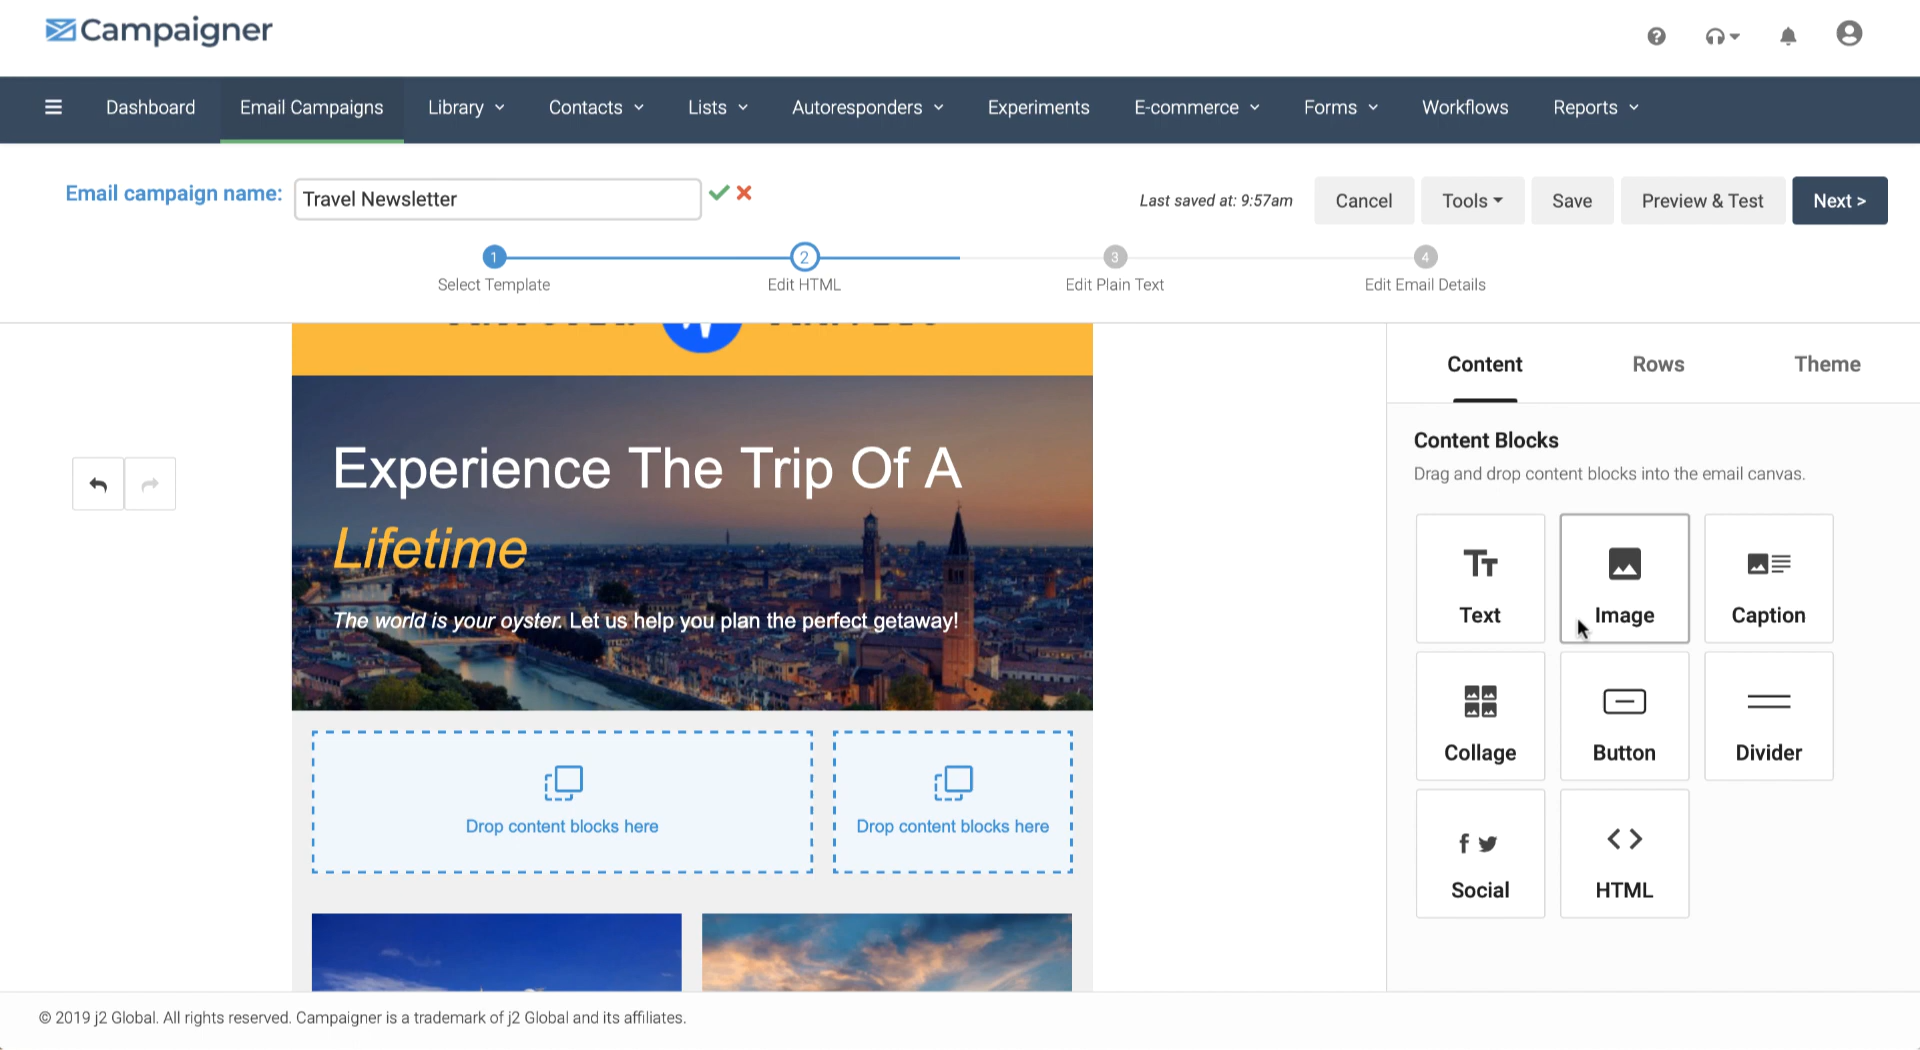 Campaigner
Dashboard
Email Campaigns
Library
Contacts
Lists
Autoresponders
Experiments
E-commerce
Forms
Workflows
Reports
Email campaign name:
Travel Newsletter
Last saved at: 9:57am
Cancel
Tools
Save
Preview & Test
Next >
1
2
3
4
Select Template
Edit HTML
Edit Plain Text
Edit Email Details
Experience The Trip Of A
Lifetime
The world is your oyster. Let us help you plan the perfect getaway!
Drop content blocks here
Drop content blocks here
Content
Rows
Theme
Content Blocks
Drag and drop content blocks into the email canvas.
Text
Image
Caption
Collage
Button
Divider
Social
HTML
© 2019 j2 Global. All rights reserved. Campaigner is a trademark of j2 Global and its affiliates.